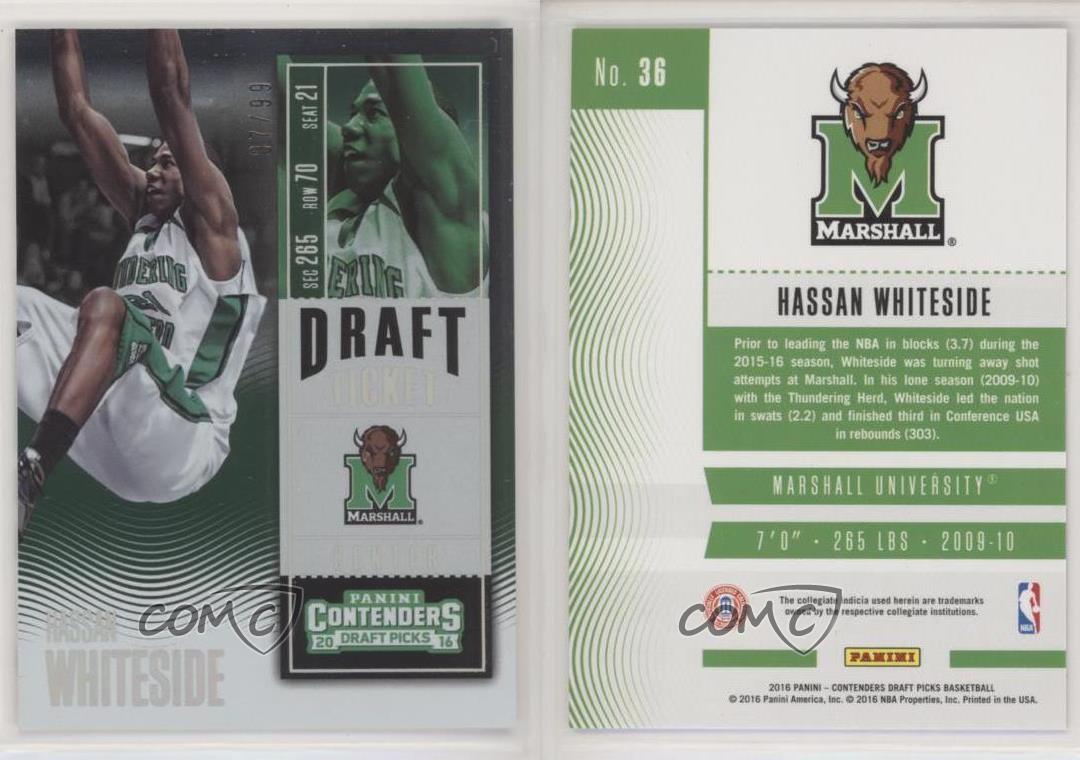 07/99
SEC 265 ROW 70 SEAT 21
DRAFT
TICKET
MARSHALL®
CENTER
PANINI
CONTENDERS
20 DRAFT PICKS 16
HASSAN
WHITESIDE
COMC
No. 36
M
MARSHALL®
HASSAN WHITESIDE
Prior to leading the NBA in blocks (3.7) during the
2015-16 season, Whiteside was turning away shot
attempts at Marshall. In his lone season (2009-10)
with the Thundering Herd, Whiteside led the nation
in swats (2.2) and finished third in Conference USA
in rebounds (303).
MARSHALL UNIVERSITY®
7'0" • 265 LBS • 2009-10
The collegiate indicia used herein are trademarks
owned by the respective collegiate institutions.
NBA
COMC
PANINI
2016 PANINI – CONTENDERS DRAFT PICKS BASKETBALL
© 2016 Panini America, Inc. © 2016 NBA Properties, Inc. Printed in the USA.